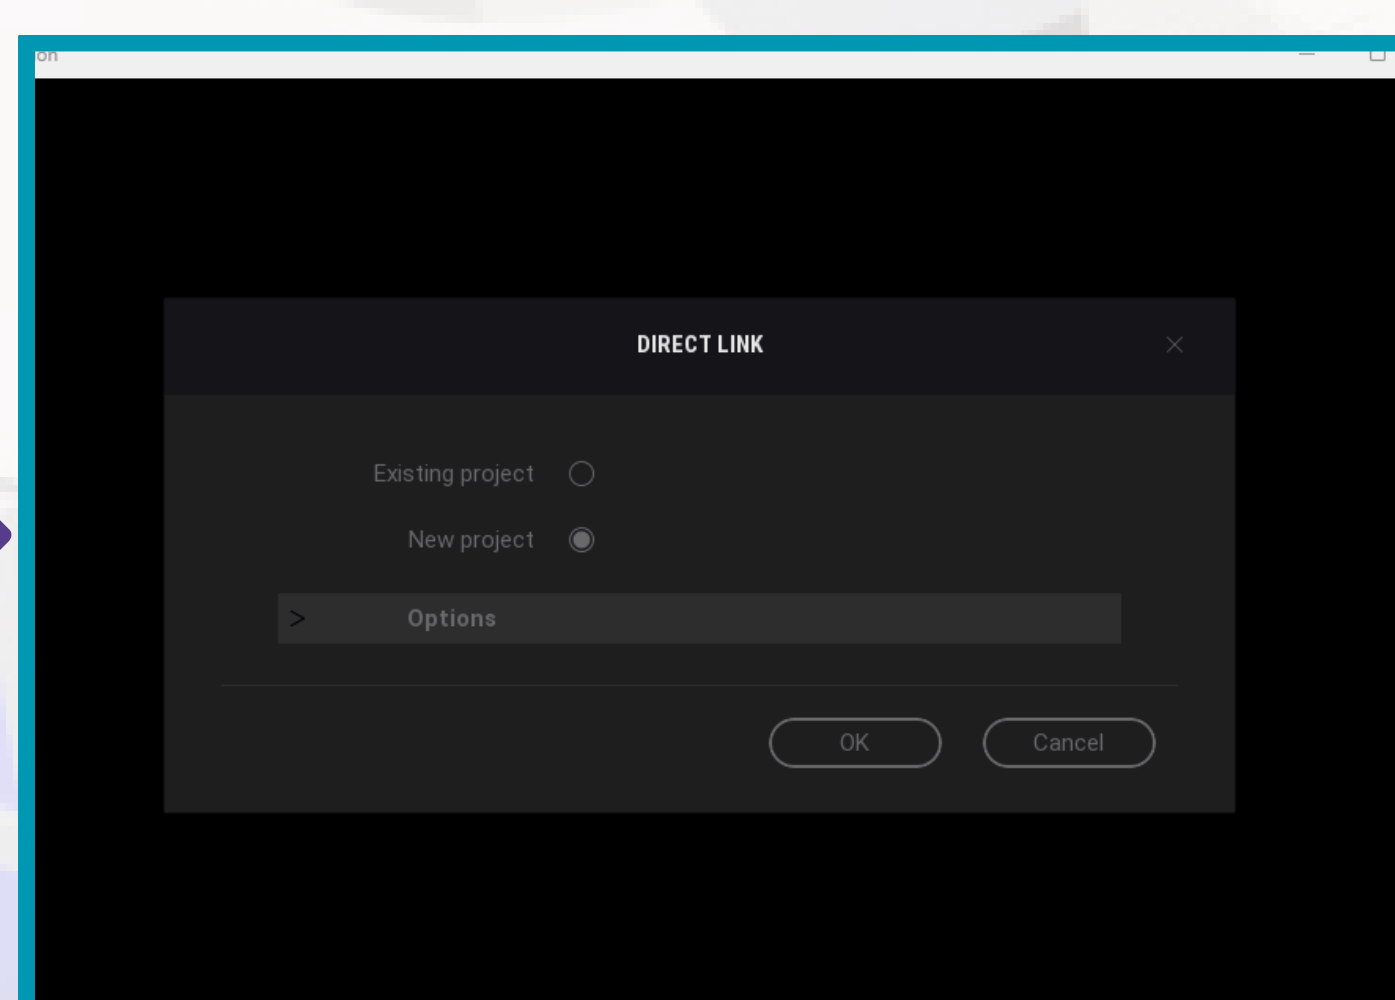 on
DIRECT LINK
Existing project
New project
> Options
OK
Cancel